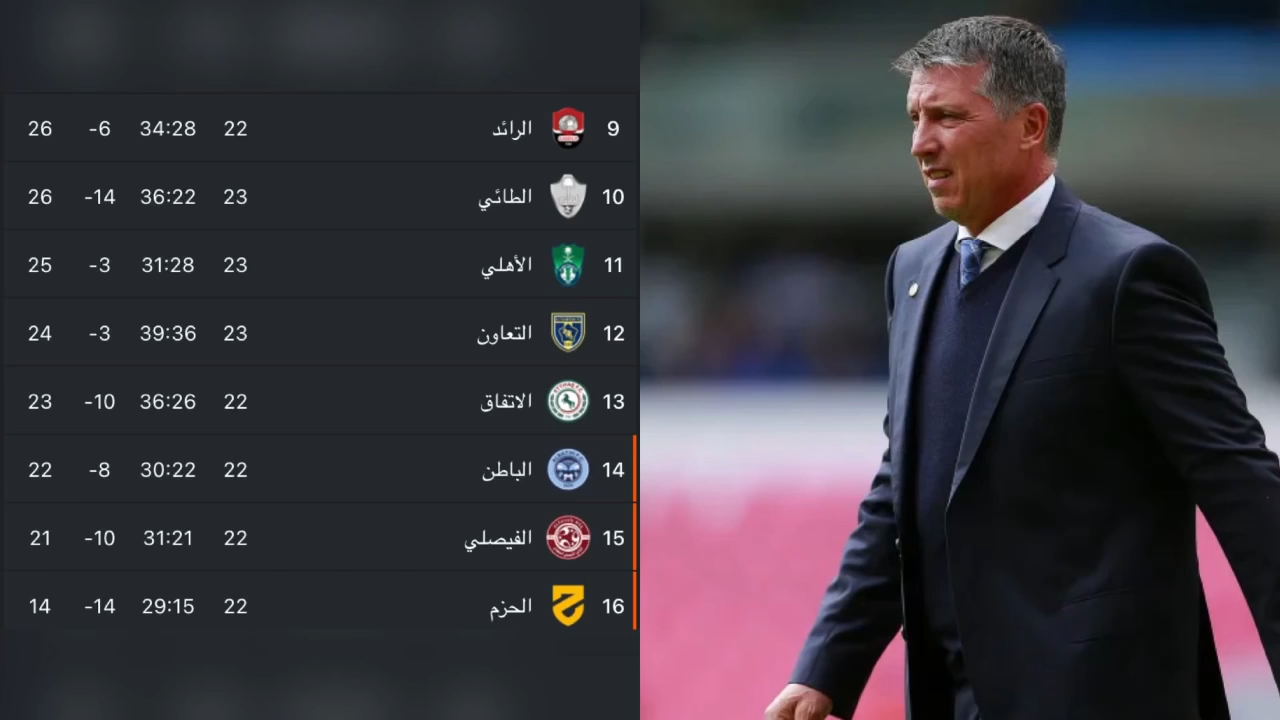 9 الرائد 22 34:28 -6 26
10 الطائي 23 36:22 -14 26
11 الأهلي 23 31:28 -3 25
12 التعاون 23 39:36 -3 24
13 الاتفاق 22 36:26 -10 23
14 الباطن 22 30:22 -8 22
15 الفيصلي 22 31:21 -10 21
16 الحزم 22 29:15 -14 14